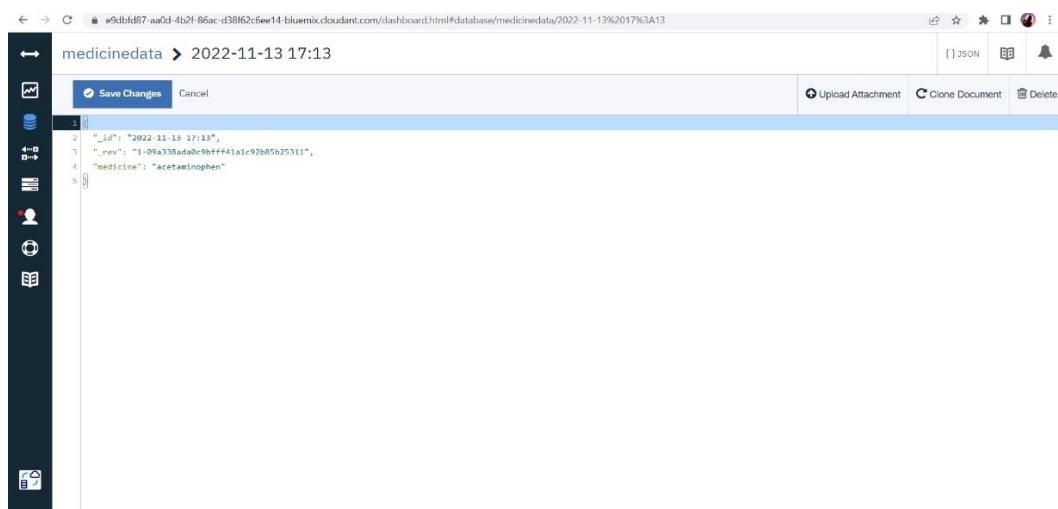 e9dbfd87-aa0d-4b2f-86ac-d38f62c6ee14-bluemix.cloudant.com/dashboard.html#database/medicinedata/2022-11-13%2017%3A13
medicinedata > 2022-11-13 17:13
{ } JSON
Save Changes Cancel
Upload Attachment Clone Document Delete
1 {
2 "_id": "2022-11-13 17:13",
3 "_rev": "1-09a338ada0c9bfff41a1c92b85b25311",
4 "medicine": "acetaminophen"
5 }